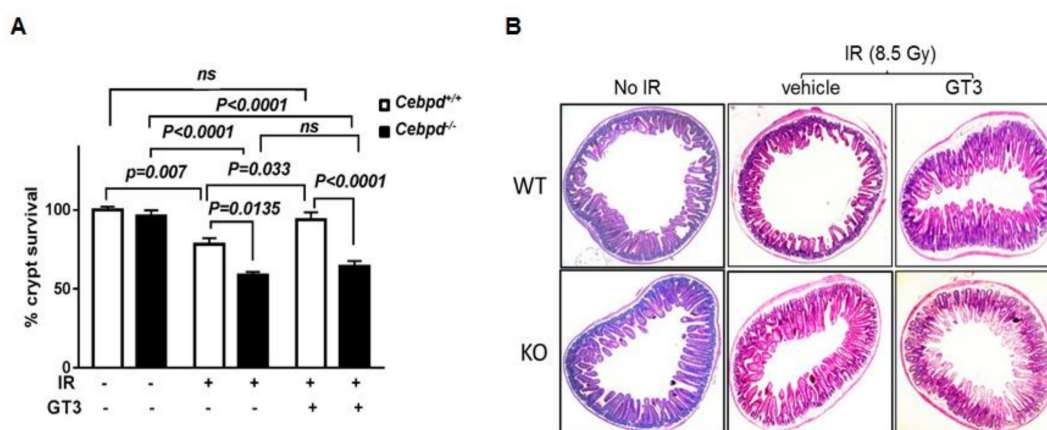 A
ns
P<0.0001
P<0.0001
ns
p=0.007
P=0.033
P<0.0001
P=0.0135
Cebpd+/+
Cebpd-/-
% crypt survival
100
50
0
IR - - + + + +
GT3 - - - - + +
B
IR (8.5 Gy)
No IR vehicle GT3
WT
KO